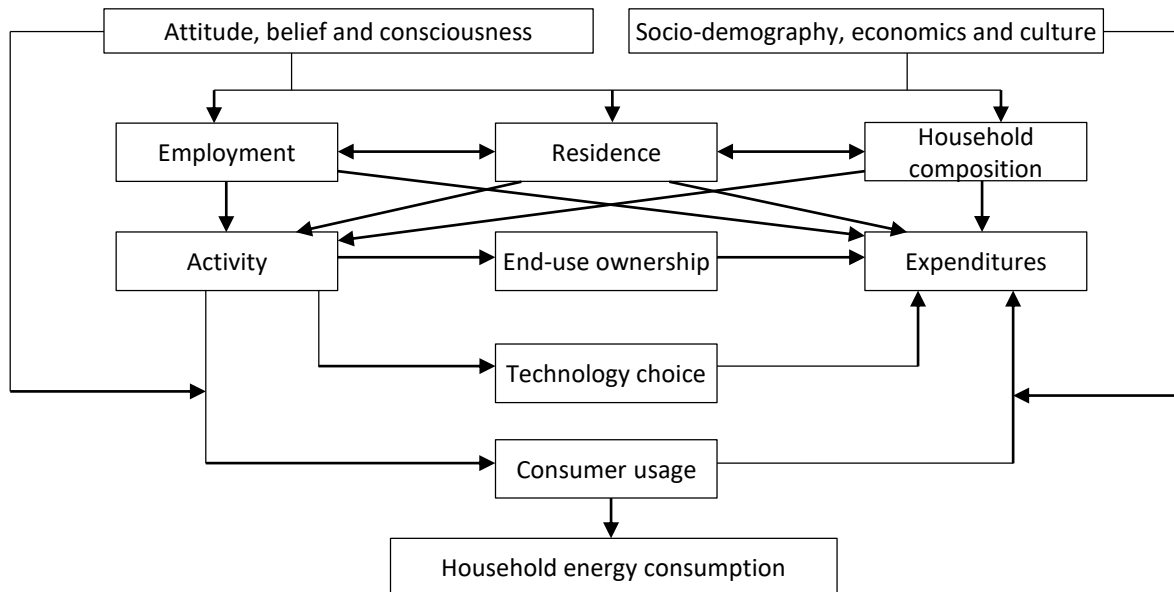 Attitude, belief and consciousness
Socio-demography, economics and culture
Employment
Residence
Household
composition
Activity
End-use ownership
Expenditures
Technology choice
Consumer usage
Household energy consumption